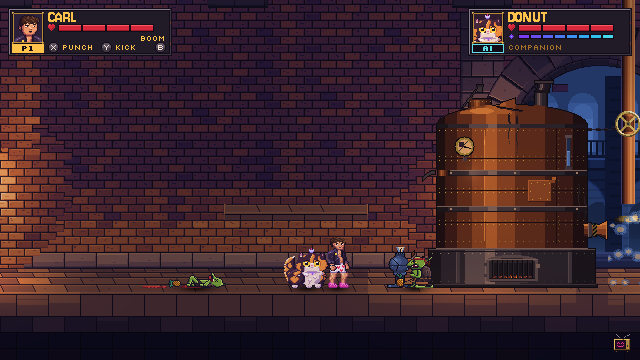 CARL
BOOM
P1 X PUNCH Y KICK B
DONUT
AI COMPANION